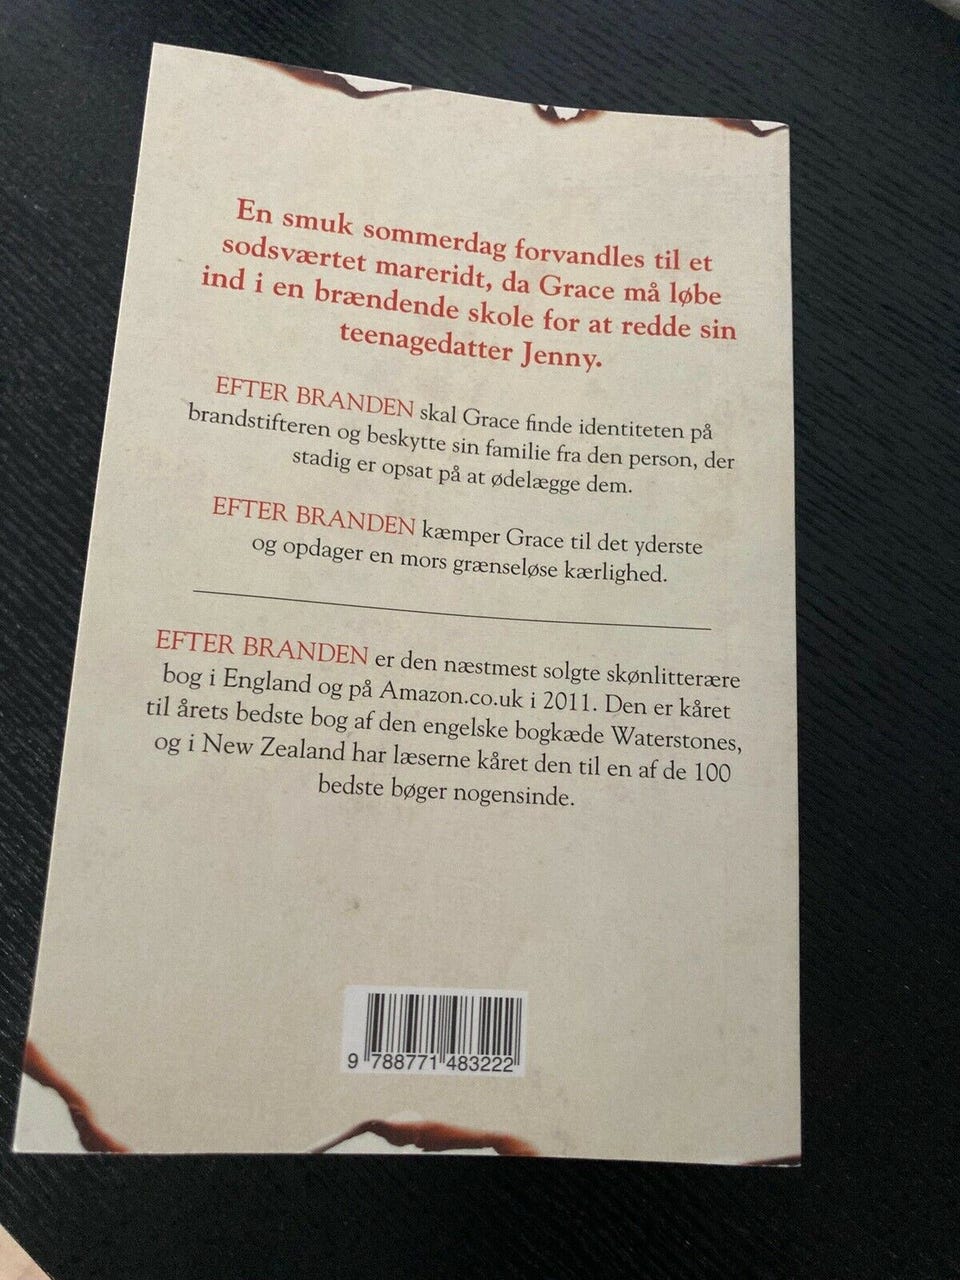 En smuk sommerdag forvandles til et
sodsværtet mareridt, da Grace må løbe
ind i en brændende skole for at redde sin
teenagedatter Jenny.
EFTER BRANDEN skal Grace finde identiteten på
brandstifteren og beskytte sin familie fra den person, der
stadig er opsat på at ødelægge dem.
EFTER BRANDEN kæmper Grace til det yderste
og opdager en mors grænseløse kærlighed.
EFTER BRANDEN er den næstmest solgte skønlitterære
bog i England og på Amazon.co.uk i 2011. Den er kåret
til årets bedste bog af den engelske bogkæde Waterstones,
og i New Zealand har læserne kåret den til en af de 100
bedste bøger nogensinde.
9 788771 483222